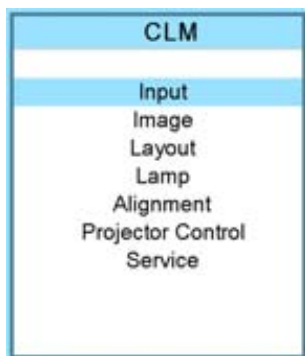 CLM
Input
Image
Layout
Lamp
Alignment
Projector Control
Service